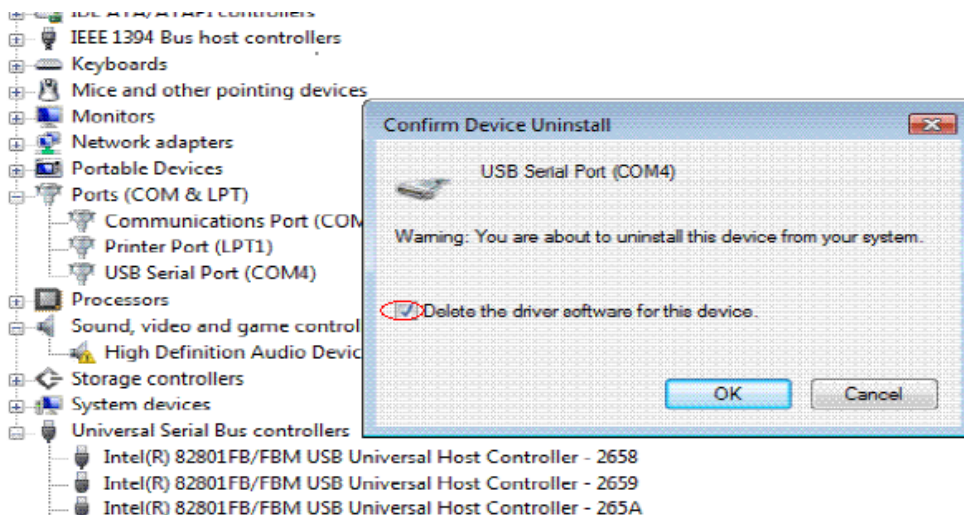 IDE ATA/ATAPI controllers
IEEE 1394 Bus host controllers
Keyboards
Mice and other pointing devices
Monitors
Network adapters
Portable Devices
Ports (COM & LPT)
Communications Port (COM
Printer Port (LPT1)
USB Serial Port (COM4)
Processors
Sound, video and game control
High Definition Audio Devic
Storage controllers
System devices
Universal Serial Bus controllers
Intel(R) 82801FB/FBM USB Universal Host Controller - 2658
Intel(R) 82801FB/FBM USB Universal Host Controller - 2659
Intel(R) 82801FB/FBM USB Universal Host Controller - 265A
Confirm Device Uninstall
USB Serial Port (COM4)
Warning: You are about to uninstall this device from your system.
Delete the driver software for this device.
OK
Cancel